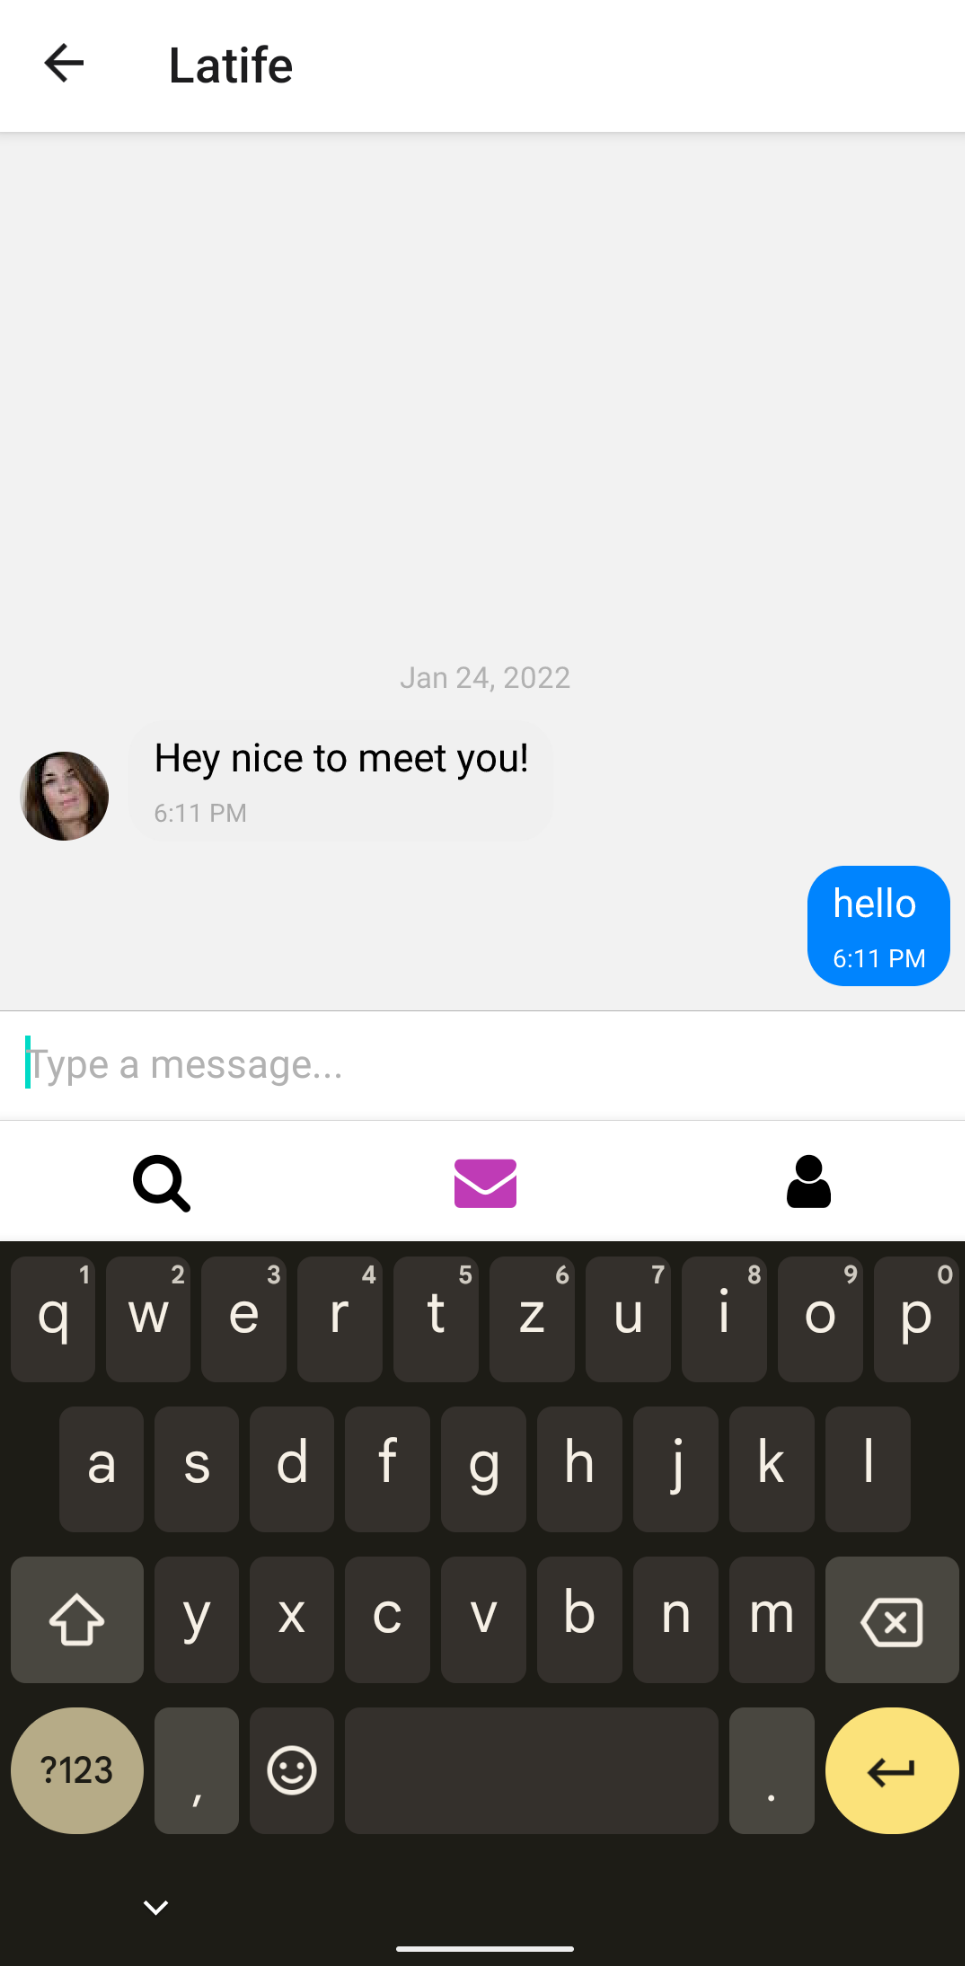 Latife
Jan 24, 2022
Hey nice to meet you!
6:11 PM
hello
6:11 PM
Type a message...
1 2 3 4 5 6 7 8 9 0
q w e r t z u i o p
a s d f g h j k l
y x c v b n m
?123 , .